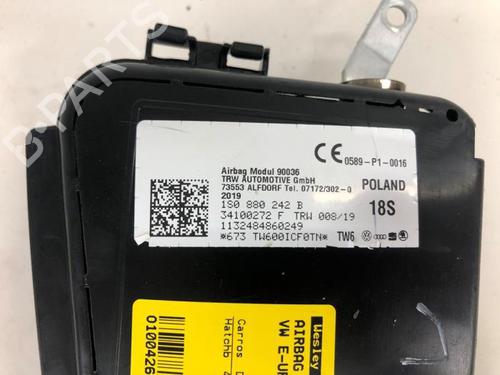 B-PARTS
CE 0589-P1-0016
Airbag Modul 90036
TRW AUTOMOTIVE GmbH
73553 ALFDORF Tel. 07172/302-0
2019
POLAND
1S0 880 242 B
18S
34100272 F TRW 008/19
1132484860249
*673 TW600ICF0TN* TW6
Wesley
AIRBAG
VW E-UP
Carros
Hatchb
0100426